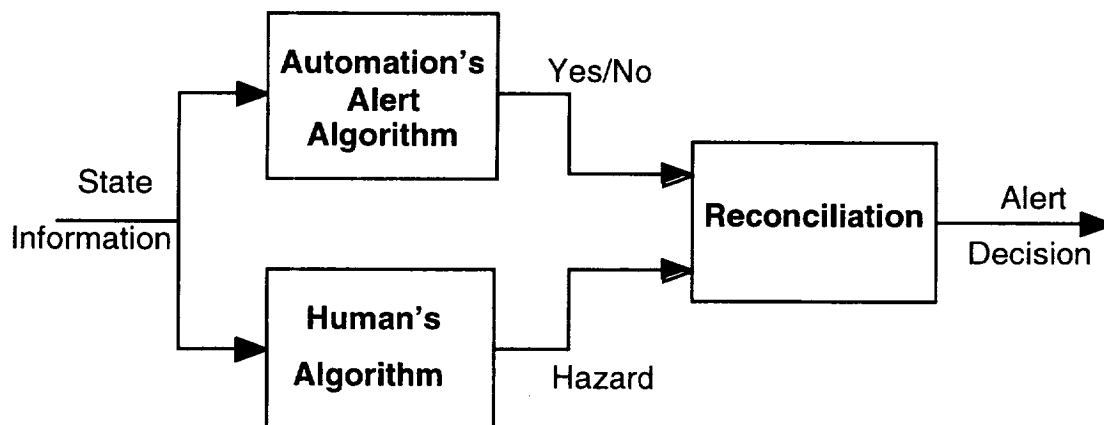 Automation's
Alert
Algorithm
Yes/No
State
Information
Reconciliation
Alert
Decision
Human's
Algorithm
Hazard